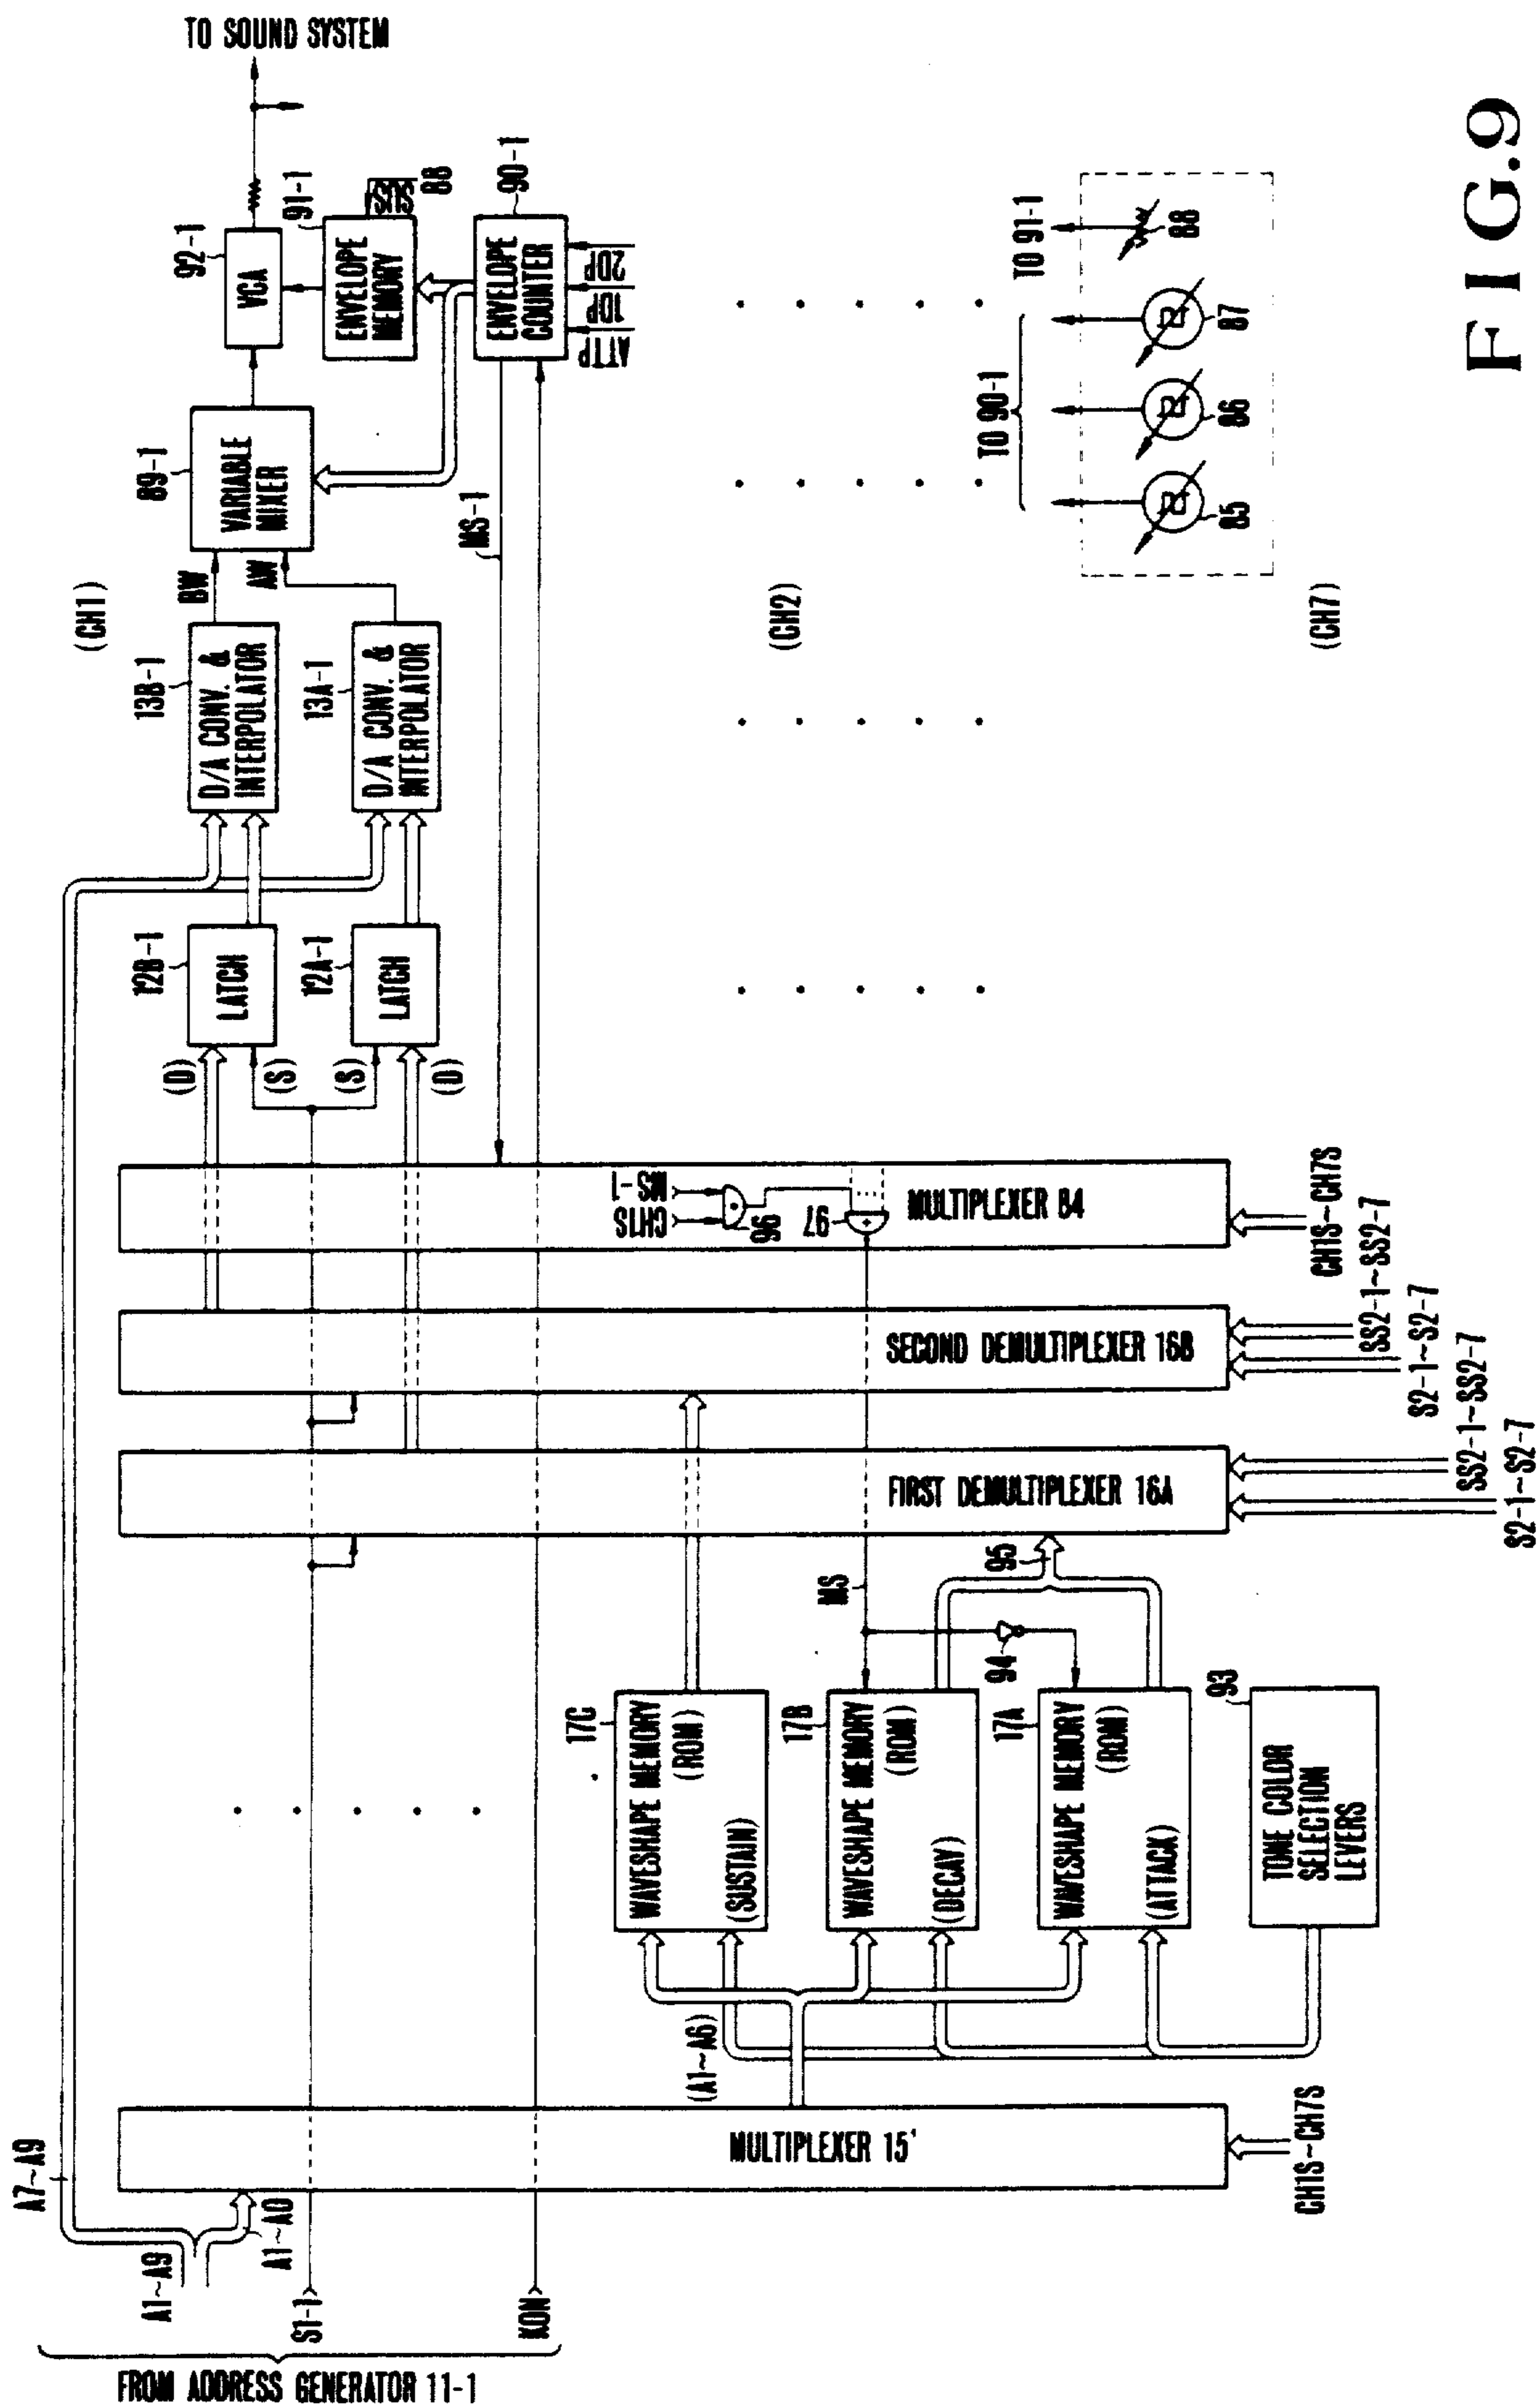 FROM ADDRESS GENERATOR 11-1
A1~A9
A7~A9
A1~A0
S1-1
KON
MULTIPLEXER 15'
CH1S~CH7S
(A1~A6)
17C
WAVESHAPE MEMORY
(ROM)
(SUSTAIN)
17B
WAVESHAPE MEMORY
(ROM)
(DECAY)
17A
WAVESHAPE MEMORY
(ROM)
(ATTACK)
93
TONE COLOR
SELECTION
LEVERS
MS
94
95
FIRST DEMULTIPLEXER 16A
S2-1~S2-7
SS2-1~SS2-7
SECOND DEMULTIPLEXER 16B
S2-1~S2-7
SS2-1~SS2-7
MULTIPLEXER 84
CH1S
MS-1
96
97
CH1S~CH7S
(D)
(S)
(S)
(D)
12B-1
LATCH
12A-1
LATCH
13B-1
D/A CONV. &
INTERPOLATOR
13A-1
D/A CONV. &
INTERPOLATOR
(CH1)
BW
AW
MS-1
89-1
VARIABLE
MIXER
92-1
VCA
91-1
ENVELOPE
MEMORY
SUS
88
90-1
ENVELOPE
COUNTER
ATTP
1DP
2DP
TO SOUND SYSTEM
(CH2)
TO 90-1
TO 91-1
85
86
87
88
(CH7)
FIG.9